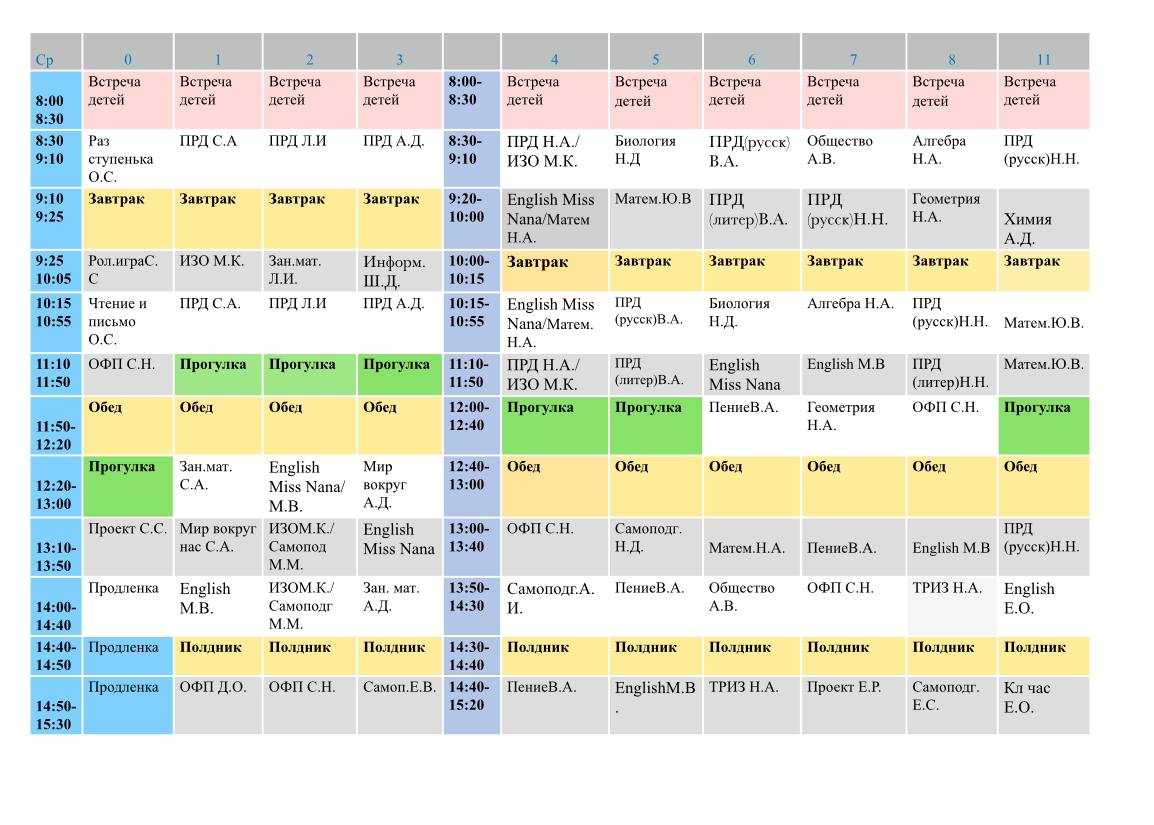 Ср 0 1 2 3 4 5 6 7 8 11
8:00 8:30 Встреча детей Встреча детей Встреча детей Встреча детей 8:00-8:30 Встреча детей Встреча детей Встреча детей Встреча детей Встреча детей Встреча детей
8:30 9:10 Раз ступенька О.С. ПРД С.А ПРД Л.И ПРД А.Д. 8:30-9:10 ПРД Н.А./ ИЗО М.К. Биология Н.Д ПРД(русск) В.А. Общество А.В. Алгебра Н.А. ПРД (русск)Н.Н.
9:10 9:25 Завтрак Завтрак Завтрак Завтрак 9:20-10:00 English Miss Nana/Матем Н.А. Матем.Ю.В ПРД (литер)В.А. ПРД (русск)Н.Н. Геометрия Н.А. Химия А.Д.
9:25 10:05 Рол.играС.С ИЗО М.К. Зан.мат. Л.И. Информ. Ш.Д. 10:00-10:15 Завтрак Завтрак Завтрак Завтрак Завтрак Завтрак
10:15 10:55 Чтение и письмо О.С. ПРД С.А. ПРД Л.И ПРД А.Д. 10:15-10:55 English Miss Nana/Матем. Н.А. ПРД (русск)В.А. Биология Н.Д. Алгебра Н.А. ПРД (русск)Н.Н. Матем.Ю.В.
11:10 11:50 ОФП С.Н. Прогулка Прогулка Прогулка 11:10-11:50 ПРД Н.А./ ИЗО М.К. ПРД (литер)В.А. English Miss Nana English М.В ПРД (литер)Н.Н. Матем.Ю.В.
11:50-12:20 Обед Обед Обед Обед 12:00-12:40 Прогулка Прогулка ПениеВ.А. Геометрия Н.А. ОФП С.Н. Прогулка
12:20-13:00 Прогулка Зан.мат. С.А. English Miss Nana/ М.В. Мир вокруг А.Д. 12:40-13:00 Обед Обед Обед Обед Обед Обед
13:10-13:50 Проект С.С. Мир вокруг нас С.А. ИЗОМ.К./ Самопод М.М. English Miss Nana 13:00-13:40 ОФП С.Н. Самоподг. Н.Д. Матем.Н.А. ПениеВ.А. English М.В ПРД (русск)Н.Н.
14:00-14:40 Продленка English М.В. ИЗОМ.К./ Самоподг М.М. Зан. мат. А.Д. 13:50-14:30 Самоподг.А.И. ПениеВ.А. Общество А.В. ОФП С.Н. ТРИЗ Н.А. English Е.О.
14:40-14:50 Продленка Полдник Полдник Полдник 14:30-14:40 Полдник Полдник Полдник Полдник Полдник Полдник
14:50-15:30 Продленка ОФП Д.О. ОФП С.Н. Самоп.Е.В. 14:40-15:20 ПениеВ.А. EnglishМ.В. ТРИЗ Н.А. Проект Е.Р. Самоподг. Е.С. Кл час Е.О.